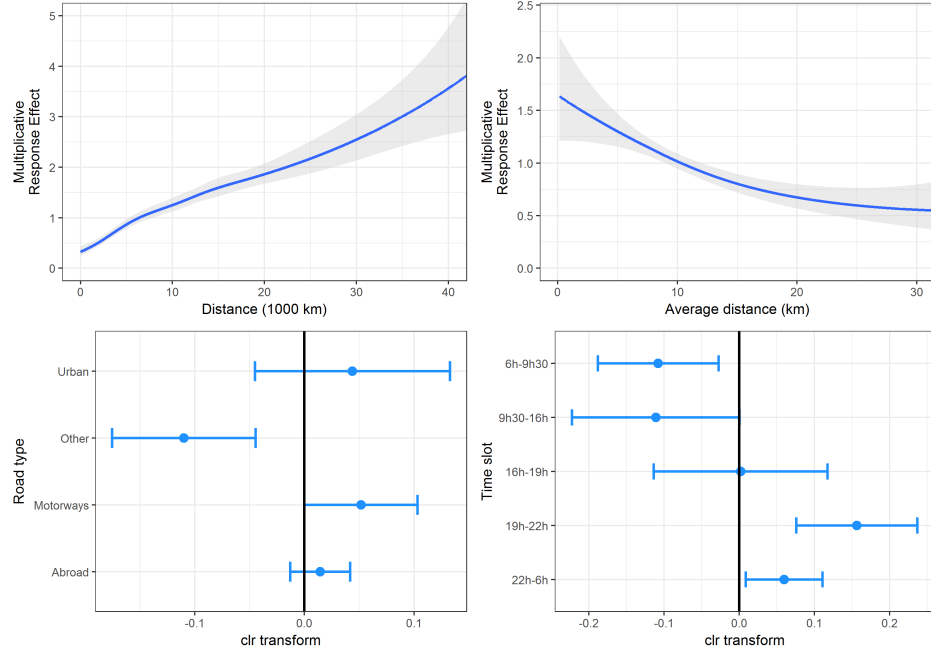 Multiplicative
Response Effect
5
4
3
2
1
0
0 10 20 30 40
Distance (1000 km)
Multiplicative
Response Effect
2.5
2.0
1.5
1.0
0.5
0.0
0 10 20 30
Average distance (km)
Road type
Urban
Other
Motorways
Abroad
-0.1 0.0 0.1
clr transform
Time slot
6h-9h30
9h30-16h
16h-19h
19h-22h
22h-6h
-0.2 -0.1 0.0 0.1 0.2
clr transform